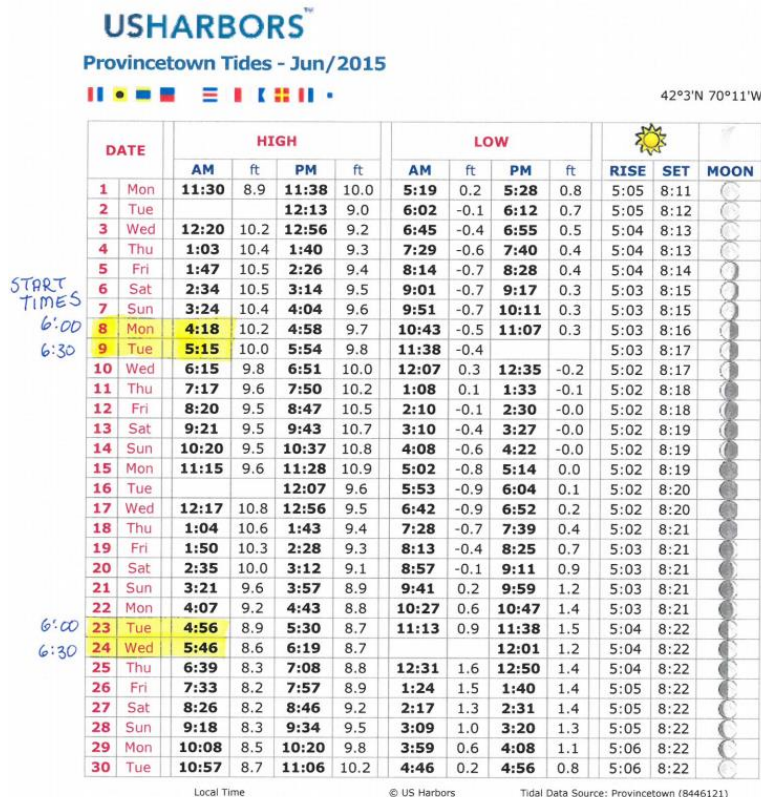 USHARBORS™
Provincetown Tides - Jun/2015
42°3'N 70°11'W
DATE HIGH LOW
AM ft PM ft AM ft PM ft RISE SET MOON
1 Mon 11:30 8.9 11:38 10.0 5:19 0.2 5:28 0.8 5:05 8:11
2 Tue 12:13 9.0 6:02 -0.1 6:12 0.7 5:05 8:12
3 Wed 12:20 10.2 12:56 9.2 6:45 -0.4 6:55 0.5 5:04 8:13
4 Thu 1:03 10.4 1:40 9.3 7:29 -0.6 7:40 0.4 5:04 8:13
5 Fri 1:47 10.5 2:26 9.4 8:14 -0.7 8:28 0.4 5:04 8:14
START
6 Sat 2:34 10.5 3:14 9.5 9:01 -0.7 9:17 0.3 5:03 8:15
TIMES
7 Sun 3:24 10.4 4:04 9.6 9:51 -0.7 10:11 0.3 5:03 8:15
6:00 8 Mon 4:18 10.2 4:58 9.7 10:43 -0.5 11:07 0.3 5:03 8:16
6:30 9 Tue 5:15 10.0 5:54 9.8 11:38 -0.4 5:03 8:17
10 Wed 6:15 9.8 6:51 10.0 12:07 0.3 12:35 -0.2 5:02 8:17
11 Thu 7:17 9.6 7:50 10.2 1:08 0.1 1:33 -0.1 5:02 8:18
12 Fri 8:20 9.5 8:47 10.5 2:10 -0.1 2:30 -0.0 5:02 8:18
13 Sat 9:21 9.5 9:43 10.7 3:10 -0.4 3:27 -0.0 5:02 8:19
14 Sun 10:20 9.5 10:37 10.8 4:08 -0.6 4:22 -0.0 5:02 8:19
15 Mon 11:15 9.6 11:28 10.9 5:02 -0.8 5:14 0.0 5:02 8:19
16 Tue 12:07 9.6 5:53 -0.9 6:04 0.1 5:02 8:20
17 Wed 12:17 10.8 12:56 9.5 6:42 -0.9 6:52 0.2 5:02 8:20
18 Thu 1:04 10.6 1:43 9.4 7:28 -0.7 7:39 0.4 5:02 8:21
19 Fri 1:50 10.3 2:28 9.3 8:13 -0.4 8:25 0.7 5:03 8:21
20 Sat 2:35 10.0 3:12 9.1 8:57 -0.1 9:11 0.9 5:03 8:21
21 Sun 3:21 9.6 3:57 8.9 9:41 0.2 9:59 1.2 5:03 8:21
22 Mon 4:07 9.2 4:43 8.8 10:27 0.6 10:47 1.4 5:03 8:21
6:00 23 Tue 4:56 8.9 5:30 8.7 11:13 0.9 11:38 1.5 5:04 8:22
6:30 24 Wed 5:46 8.6 6:19 8.7 12:01 1.2 5:04 8:22
25 Thu 6:39 8.3 7:08 8.8 12:31 1.6 12:50 1.4 5:04 8:22
26 Fri 7:33 8.2 7:57 8.9 1:24 1.5 1:40 1.4 5:05 8:22
27 Sat 8:26 8.2 8:46 9.2 2:17 1.3 2:31 1.4 5:05 8:22
28 Sun 9:18 8.3 9:34 9.5 3:09 1.0 3:20 1.3 5:05 8:22
29 Mon 10:08 8.5 10:20 9.8 3:59 0.6 4:08 1.1 5:06 8:22
30 Tue 10:57 8.7 11:06 10.2 4:46 0.2 4:56 0.8 5:06 8:22
Local Time © US Harbors Tidal Data Source: Provincetown (8446121)